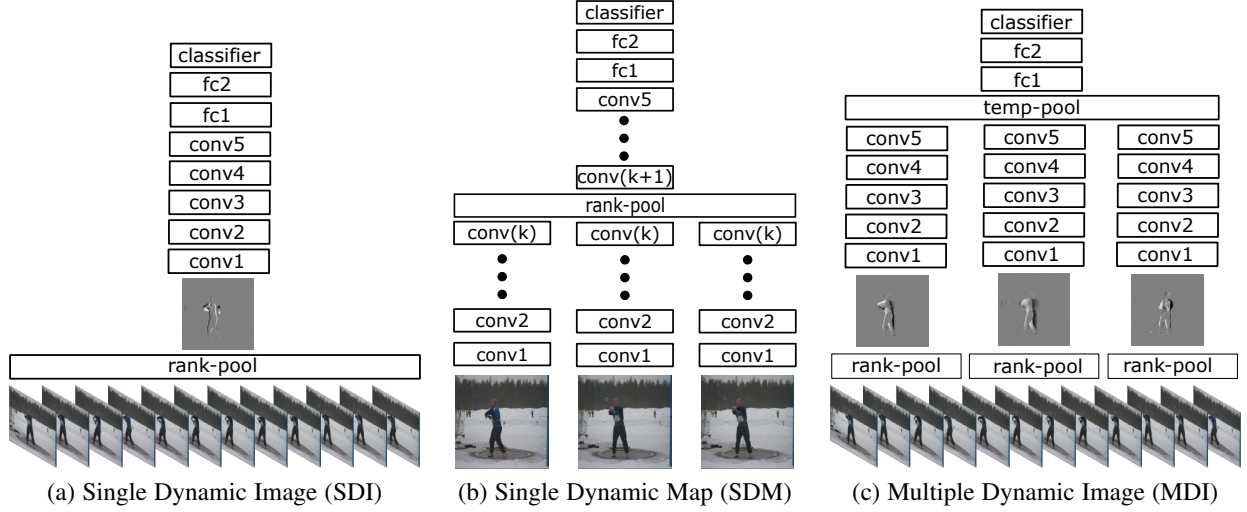 classifier
fc2
fc1
conv5
conv4
conv3
conv2
conv1
rank-pool
(a) Single Dynamic Image (SDI)
classifier
fc2
fc1
conv5
conv(k+1)
rank-pool
conv(k) conv(k) conv(k)
conv2 conv2 conv2
conv1 conv1 conv1
(b) Single Dynamic Map (SDM)
classifier
fc2
fc1
temp-pool
conv5 conv5 conv5
conv4 conv4 conv4
conv3 conv3 conv3
conv2 conv2 conv2
conv1 conv1 conv1
rank-pool rank-pool rank-pool
(c) Multiple Dynamic Image (MDI)